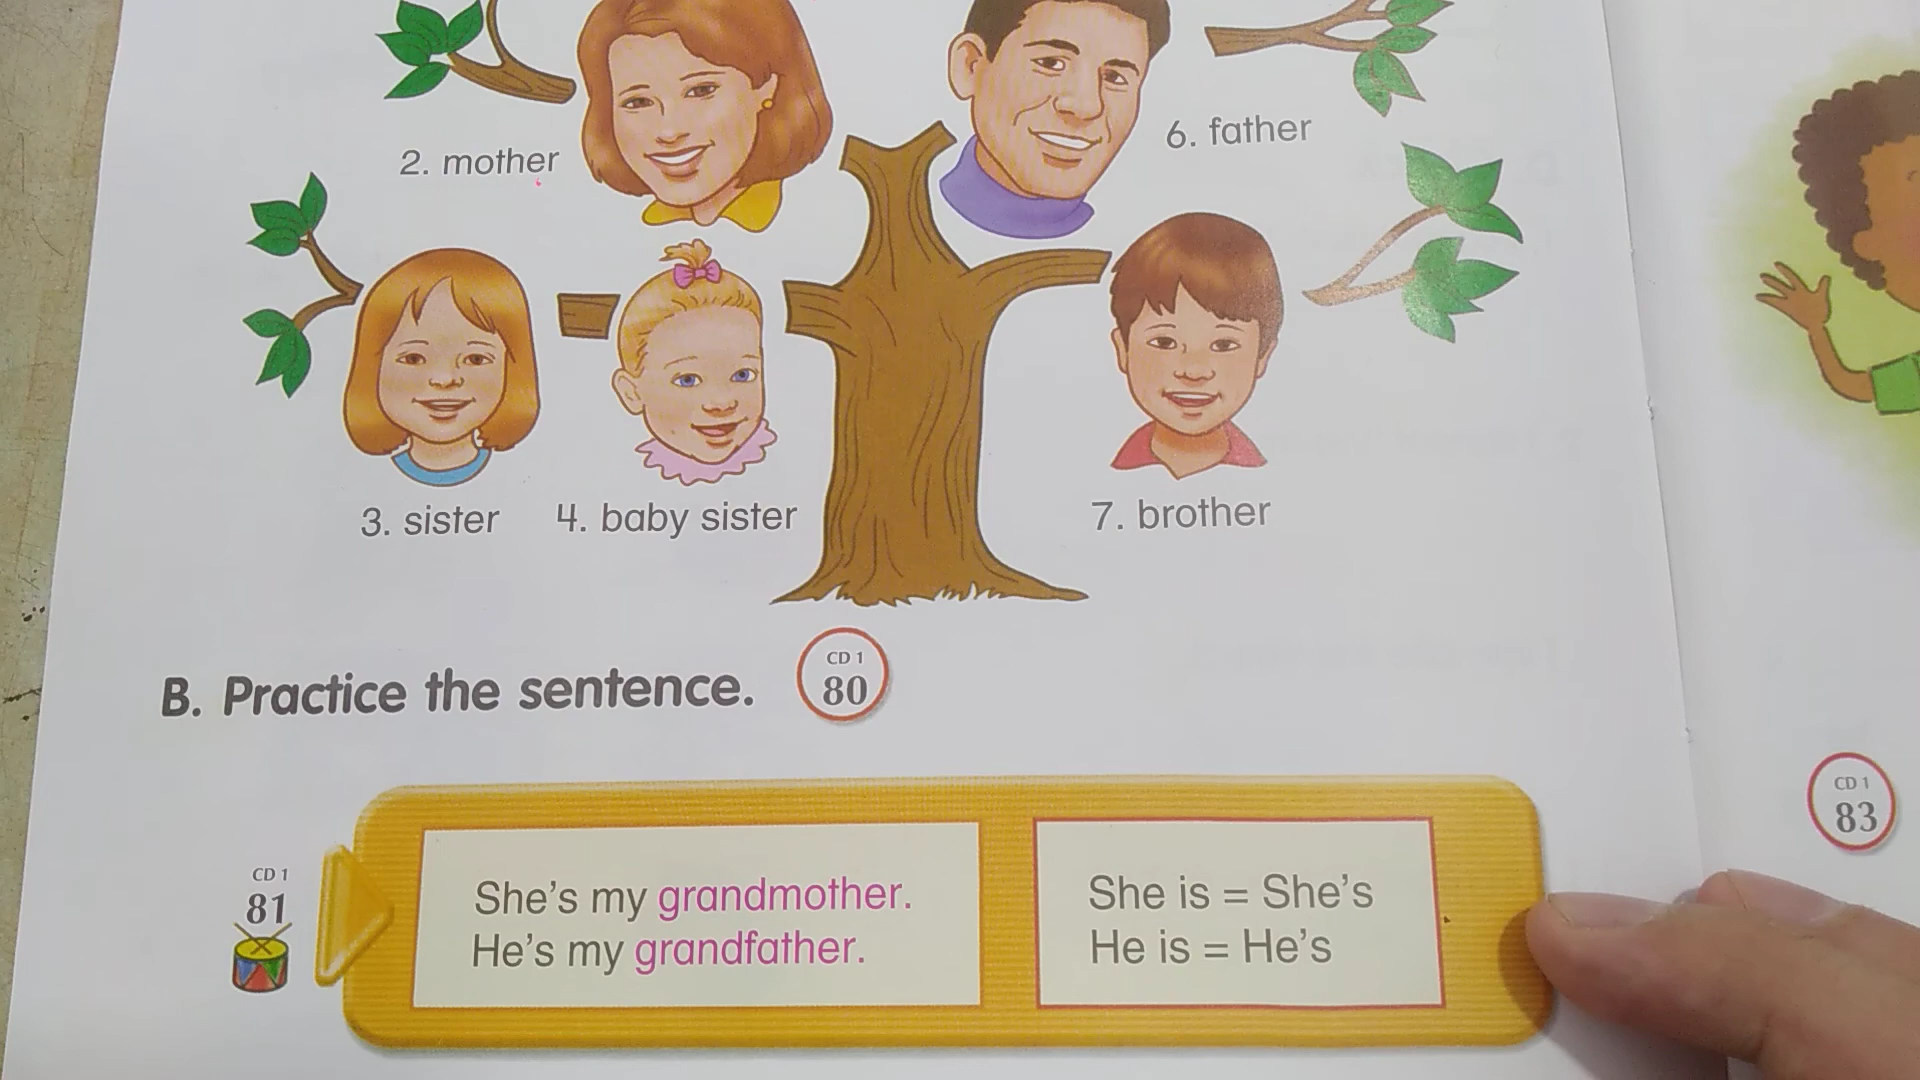 2. mother
6. father
3. sister
4. baby sister
7. brother
B. Practice the sentence.
CD 1
80
CD 1
81
She's my grandmother.
He's my grandfather.
She is = She's
He is = He's
CD 1
83